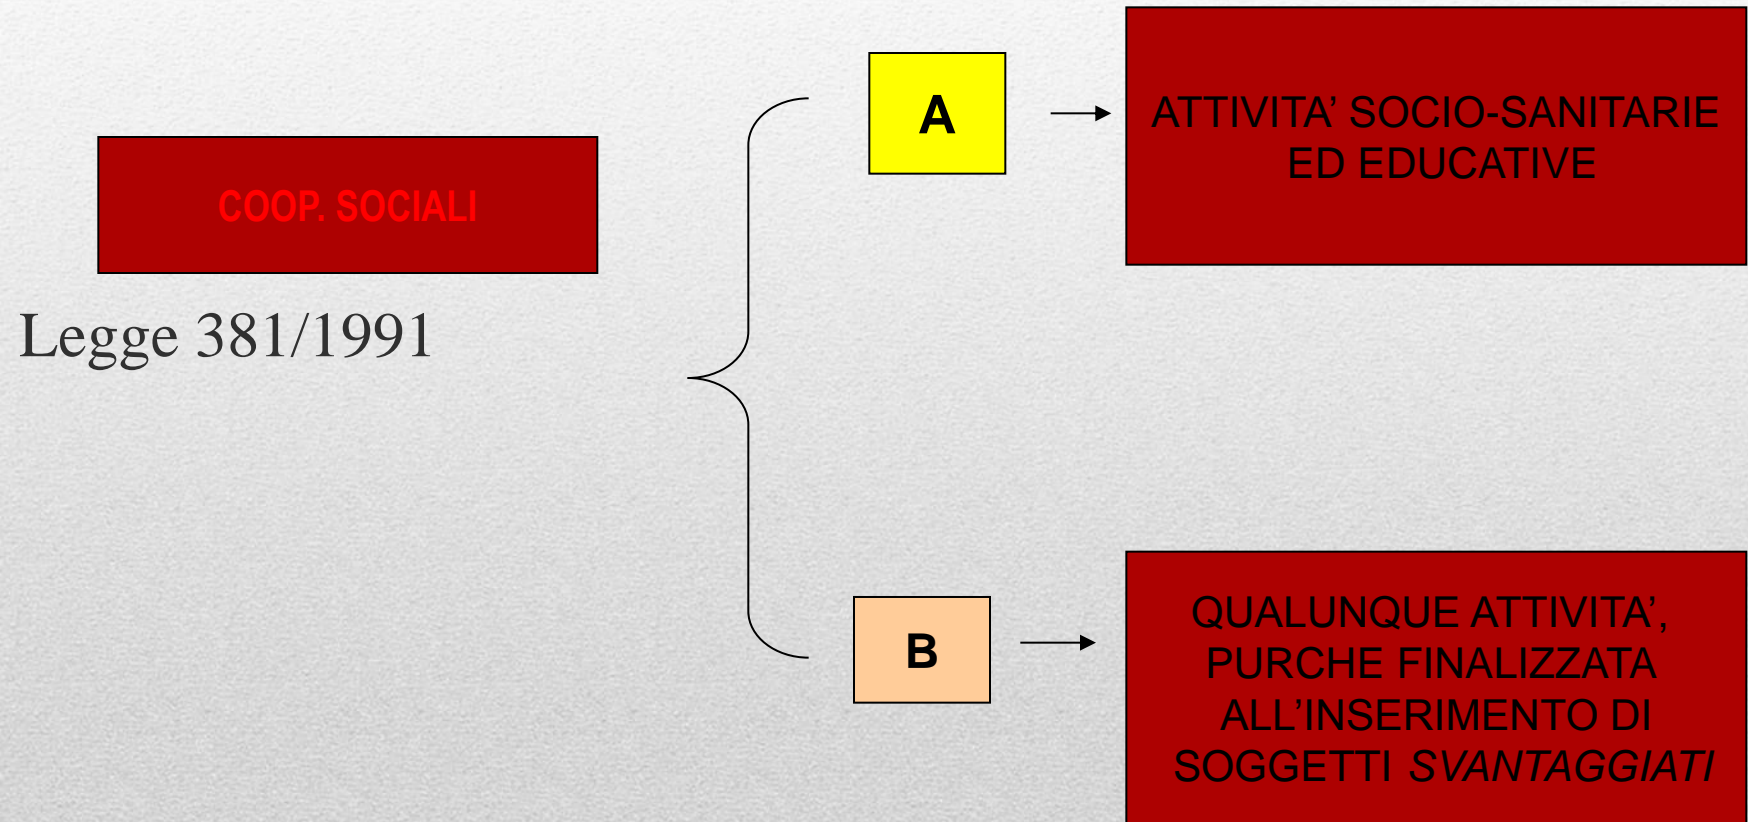 COOP. SOCIALI
Legge 381/1991
A
ATTIVITA’ SOCIO-SANITARIE
ED EDUCATIVE
B
QUALUNQUE ATTIVITA’,
PURCHE FINALIZZATA
ALL’INSERIMENTO DI
SOGGETTI SVANTAGGIATI